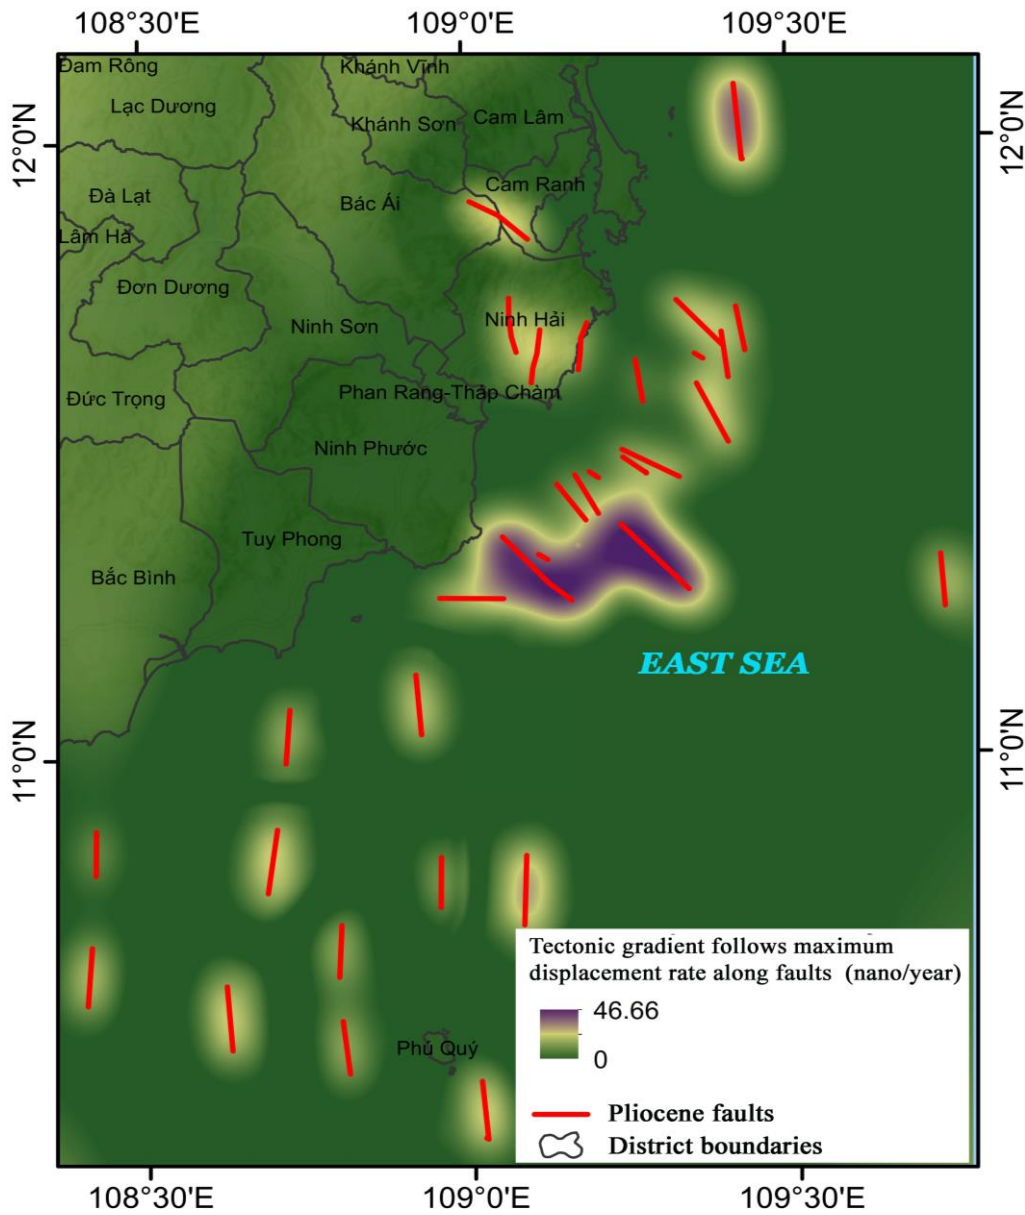 108°30'E 109°0'E 109°30'E
Đam Rông Khánh Vĩnh
Lạc Dương
Khánh Sơn Cam Lâm
12°0'N 12°0'N
Cam Ranh
Đà Lạt Bác Ái
Lâm Hà
Đơn Dương
Ninh Sơn Ninh Hải
Đức Trọng Phan Rang-Tháp Chàm
Ninh Phước
Tuy Phong
Bắc Bình
EAST SEA
11°0'N 11°0'N
Tectonic gradient follows maximum
displacement rate along faults (nano/year)
46.66
0
Phú Quý
Pliocene faults
District boundaries
108°30'E 109°0'E 109°30'E